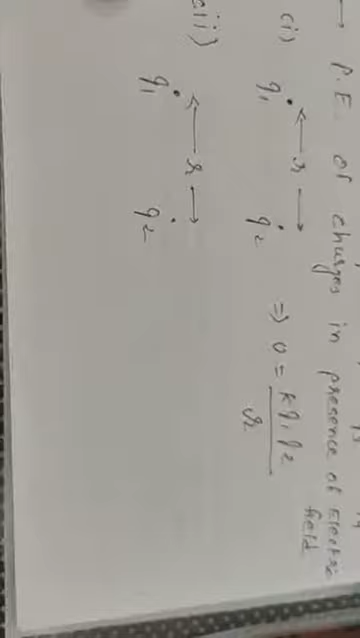 → P.E. of charges in presence of Electric field
(i) q₁ ← r → q₂ ⇒ U = kq₁q₂/r
(ii) q₁ ← r → q₂